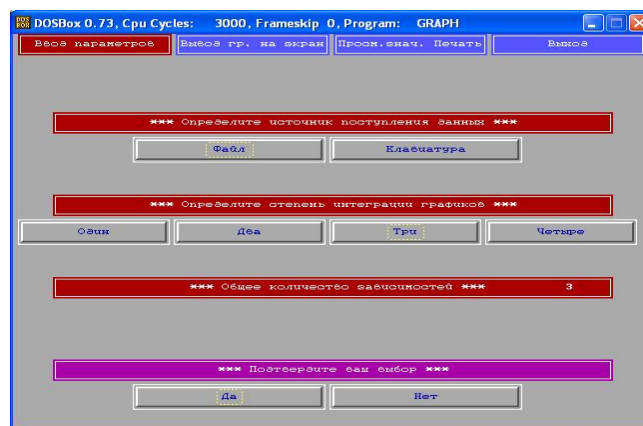 DOSBox 0.73, Cpu Cycles: 3000, Frameskip 0, Program: GRAPH
Ввод параметров Вывод гр. на экран Просм.знач. Печать Выход
*** Определите источник поступления данных ***
Файл Клавиатура
*** Определите степень интеграции графиков ***
Один Два Три Четыре
*** Общее количество зависимостей *** 3
*** Подтвердите ваш выбор ***
Да Нет